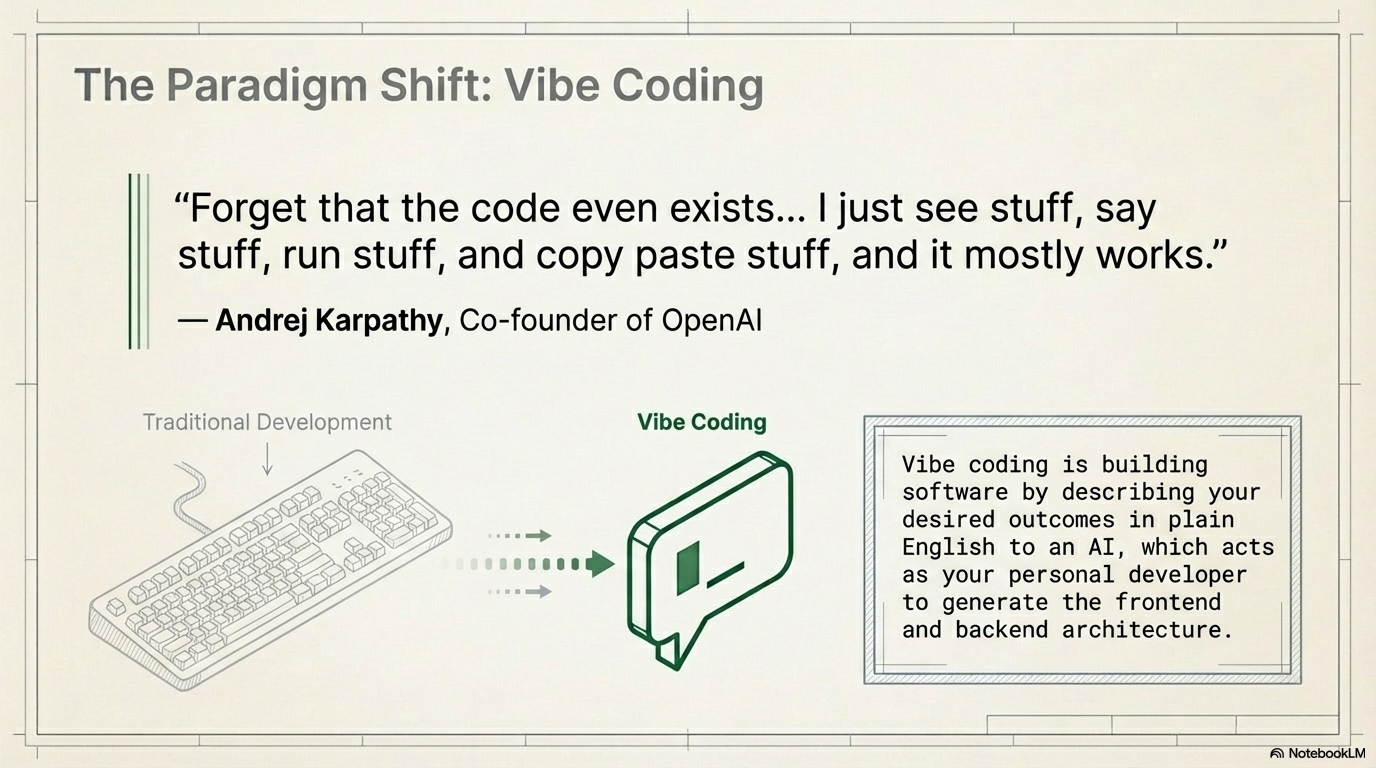 The Paradigm Shift: Vibe Coding
“Forget that the code even exists... I just see stuff, say
stuff, run stuff, and copy paste stuff, and it mostly works.”
— Andrej Karpathy, Co-founder of OpenAI
Traditional Development
Vibe Coding
Vibe coding is building
software by describing your
desired outcomes in plain
English to an AI, which acts
as your personal developer
to generate the frontend
and backend architecture.
NotebookLM